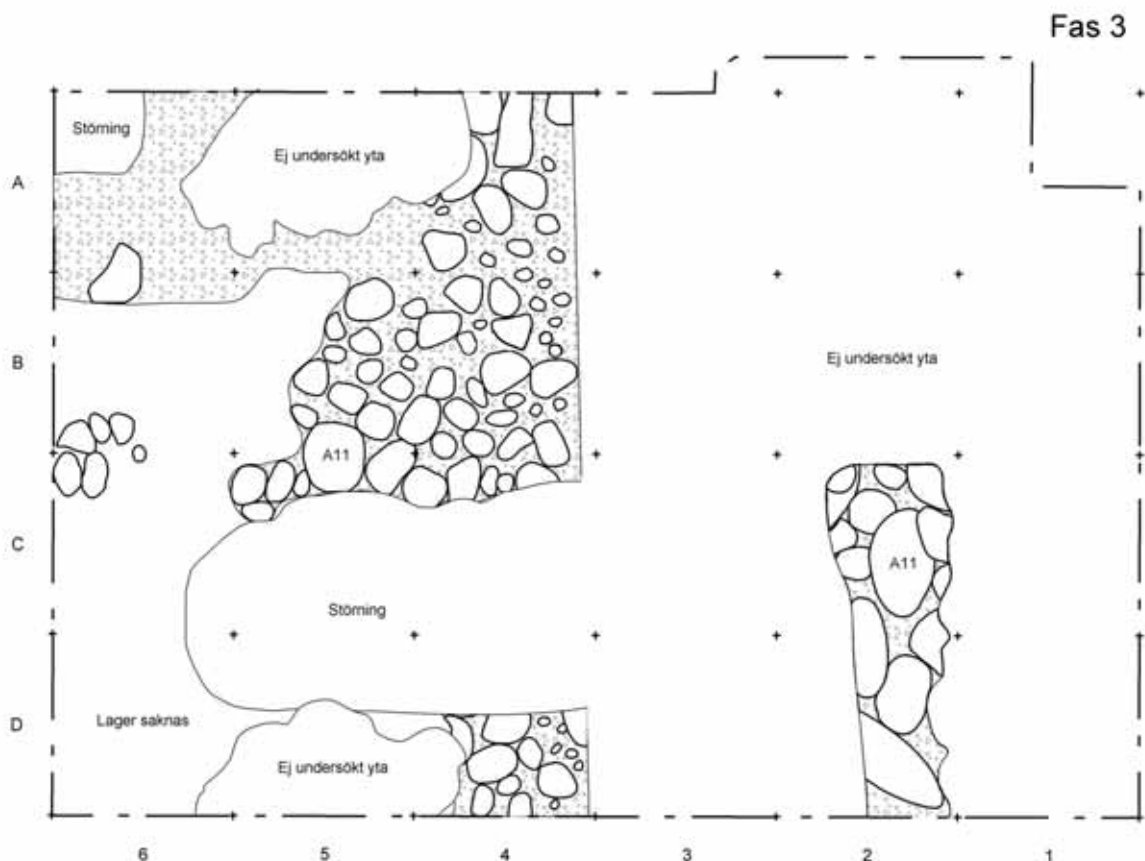 Fas 3
Störning
Ej undersökt yta
A
Ej undersökt yta
B
A11
C
A11
Störning
Lager saknas
D
Ej undersökt yta
6 5 4 3 2 1